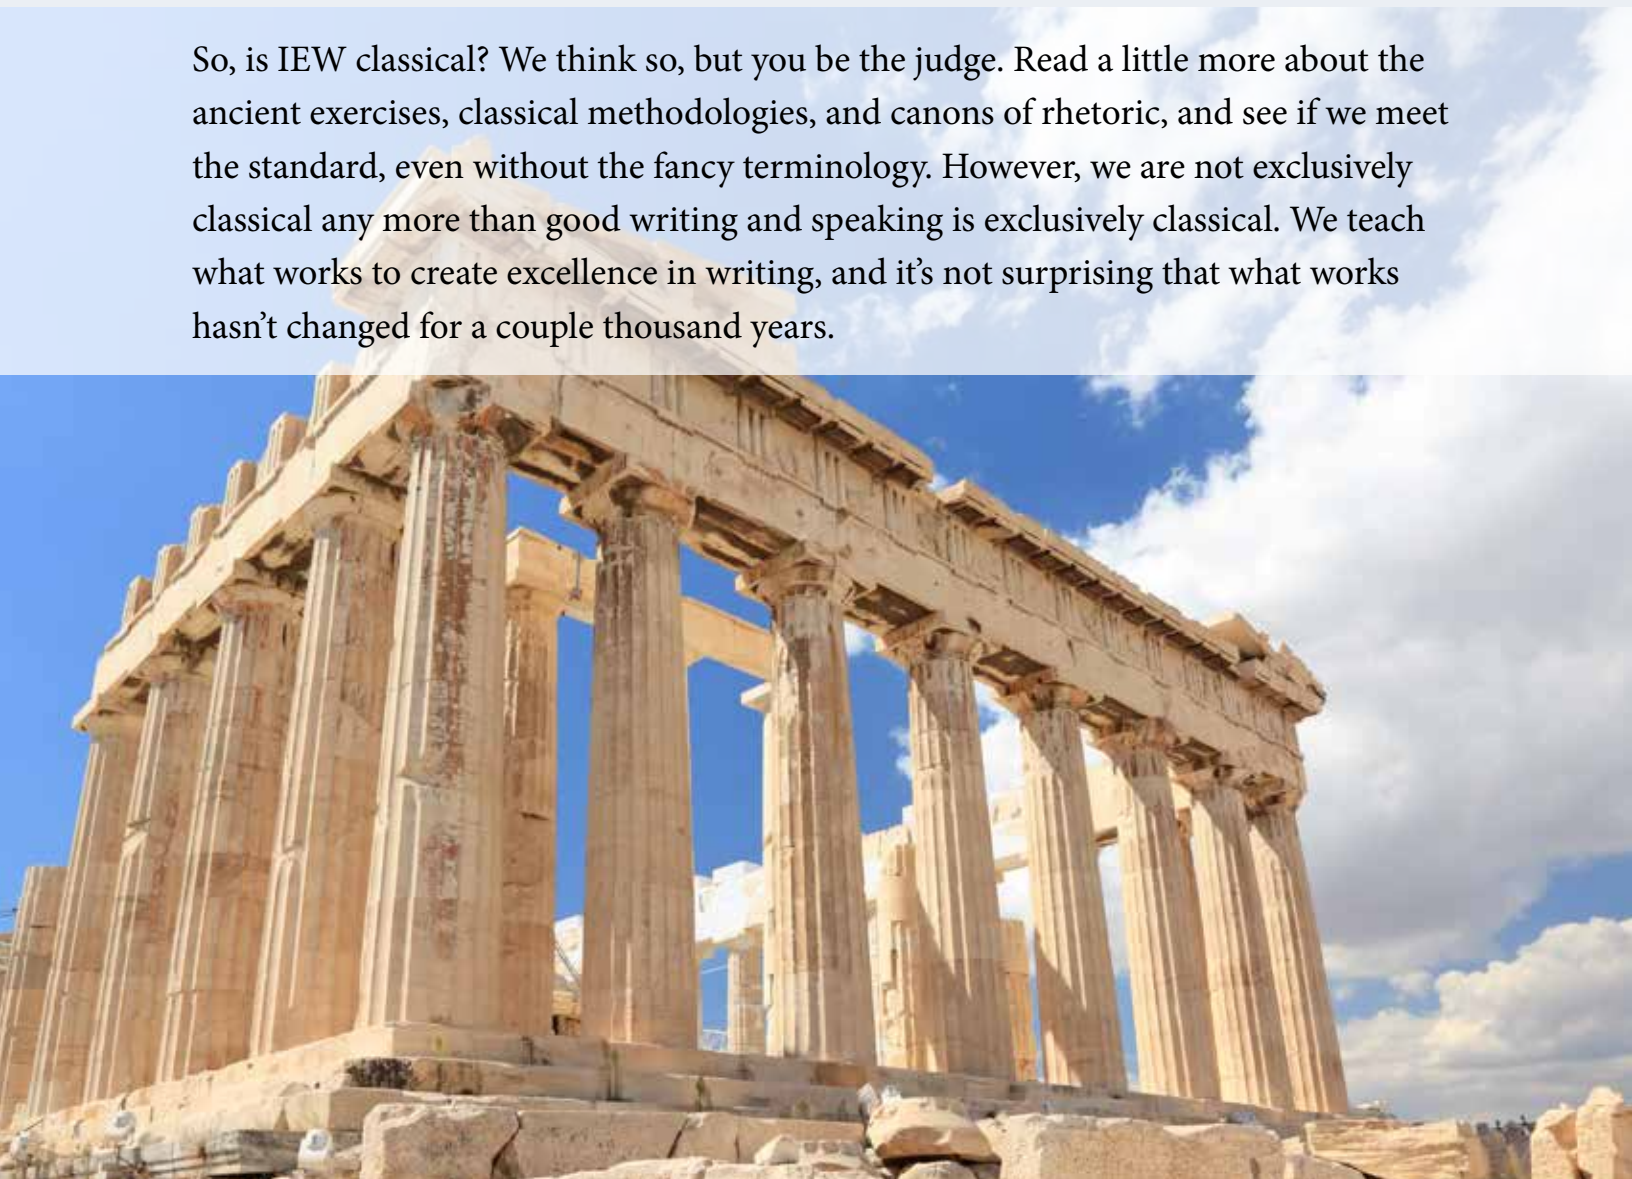 So, is IEW classical? We think so, but you be the judge. Read a little more about the
ancient exercises, classical methodologies, and canons of rhetoric, and see if we meet
the standard, even without the fancy terminology. However, we are not exclusively
classical any more than good writing and speaking is exclusively classical. We teach
what works to create excellence in writing, and it’s not surprising that what works
hasn’t changed for a couple thousand years.